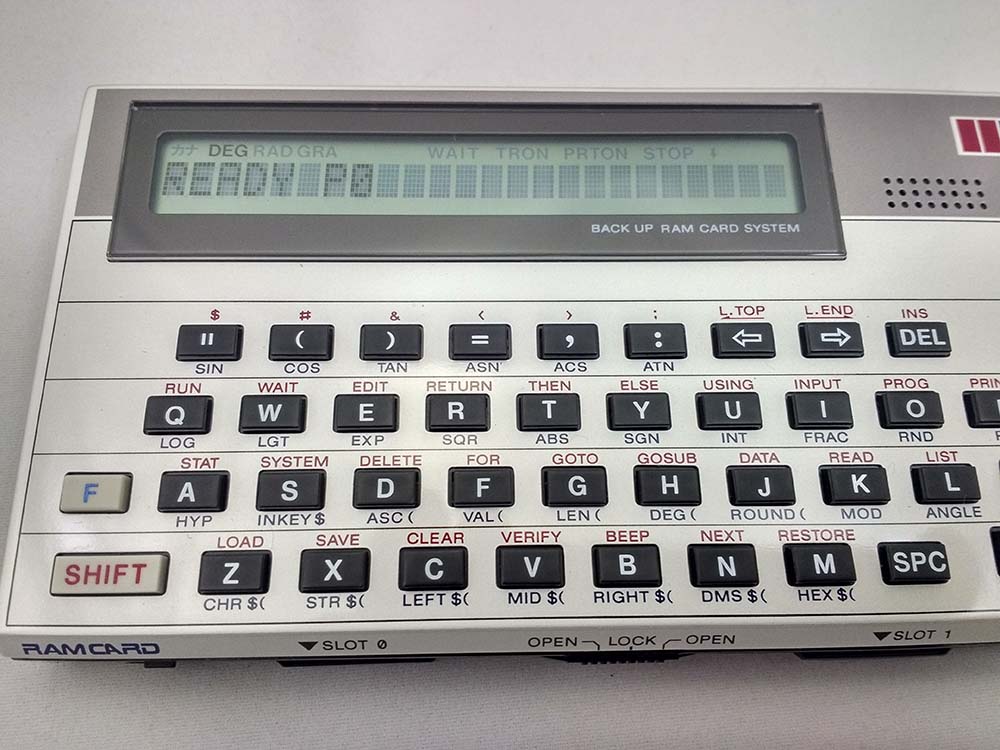 カナ DEG RAD GRA WAIT TRON PRTON STOP
READY P0
BACK UP RAM CARD SYSTEM
$ # & < > : L.TOP L.END INS
" ( ) = , : ⇦ ⇨ DEL
SIN COS TAN ASN ACS ATN
RUN WAIT EDIT RETURN THEN ELSE USING INPUT PROG
Q W E R T Y U I O
LOG LGT EXP SQR ABS SGN INT FRAC RND
STAT SYSTEM DELETE FOR GOTO GOSUB DATA READ LIST
F A S D F G H J K L
HYP INKEY$ ASC( VAL( LEN( DEG( ROUND( MOD ANGLE
LOAD SAVE CLEAR VERIFY BEEP NEXT RESTORE
SHIFT Z X C V B N M SPC
CHR$( STR$( LEFT$( MID$( RIGHT$( DMS$( HEX$(
RAM CARD ▼SLOT 0 OPEN LOCK OPEN ▼SLOT 1